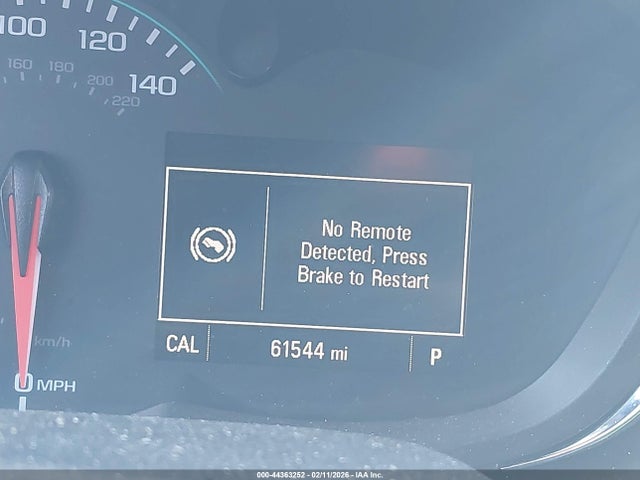 100
120
140
160
180
200
220
No Remote
Detected, Press
Brake to Restart
CAL
61544 mi
P
km/h
0 MPH
000-44363252 - 02/11/2026 - IAA Inc.